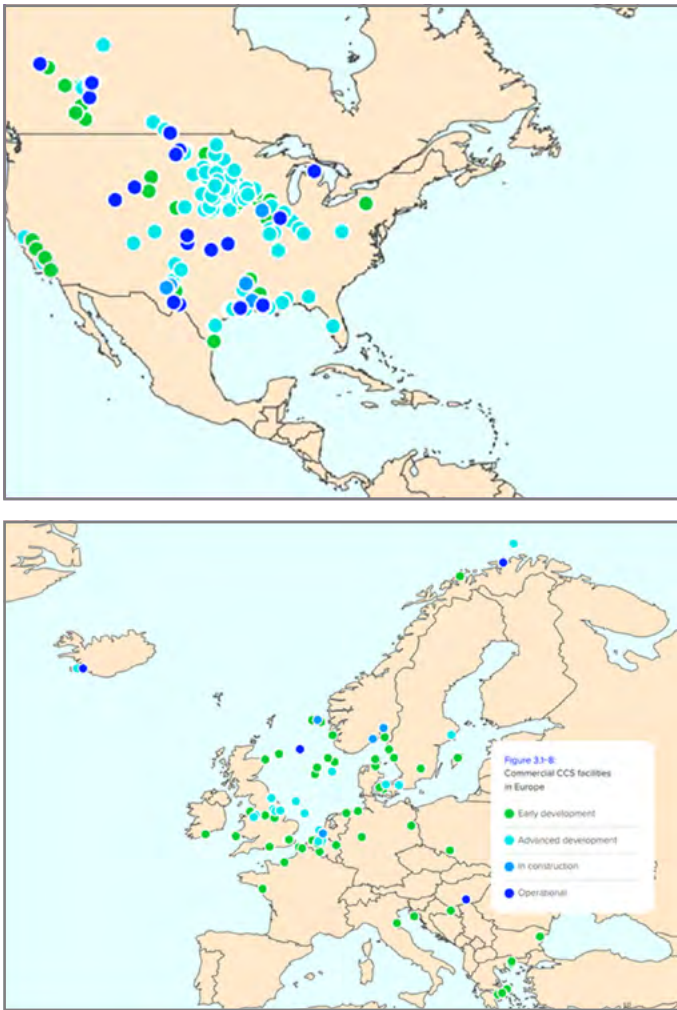 Figure 3.1-8:
Commercial CCS facilities
in Europe
Early development
Advanced development
In construction
Operational